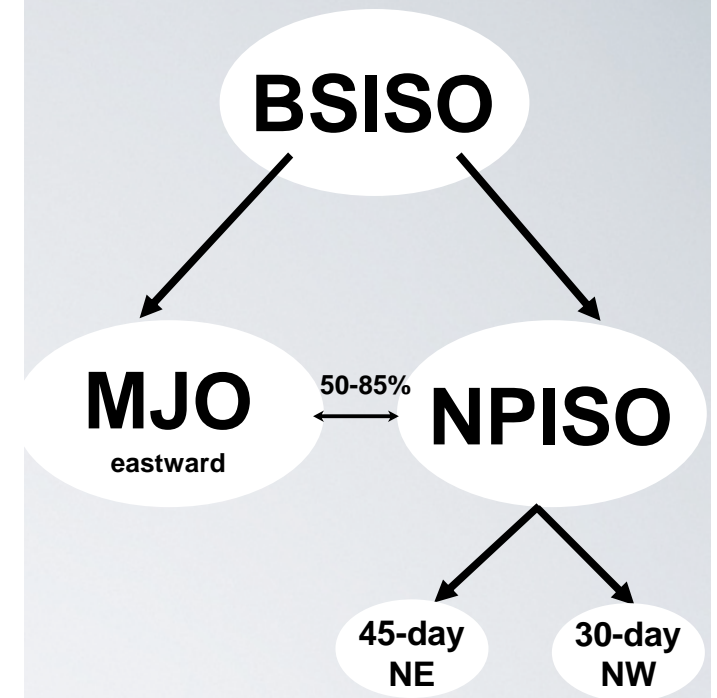 BSISO
50-85%
MJO
eastward
NPISO
45-day
NE
30-day
NW